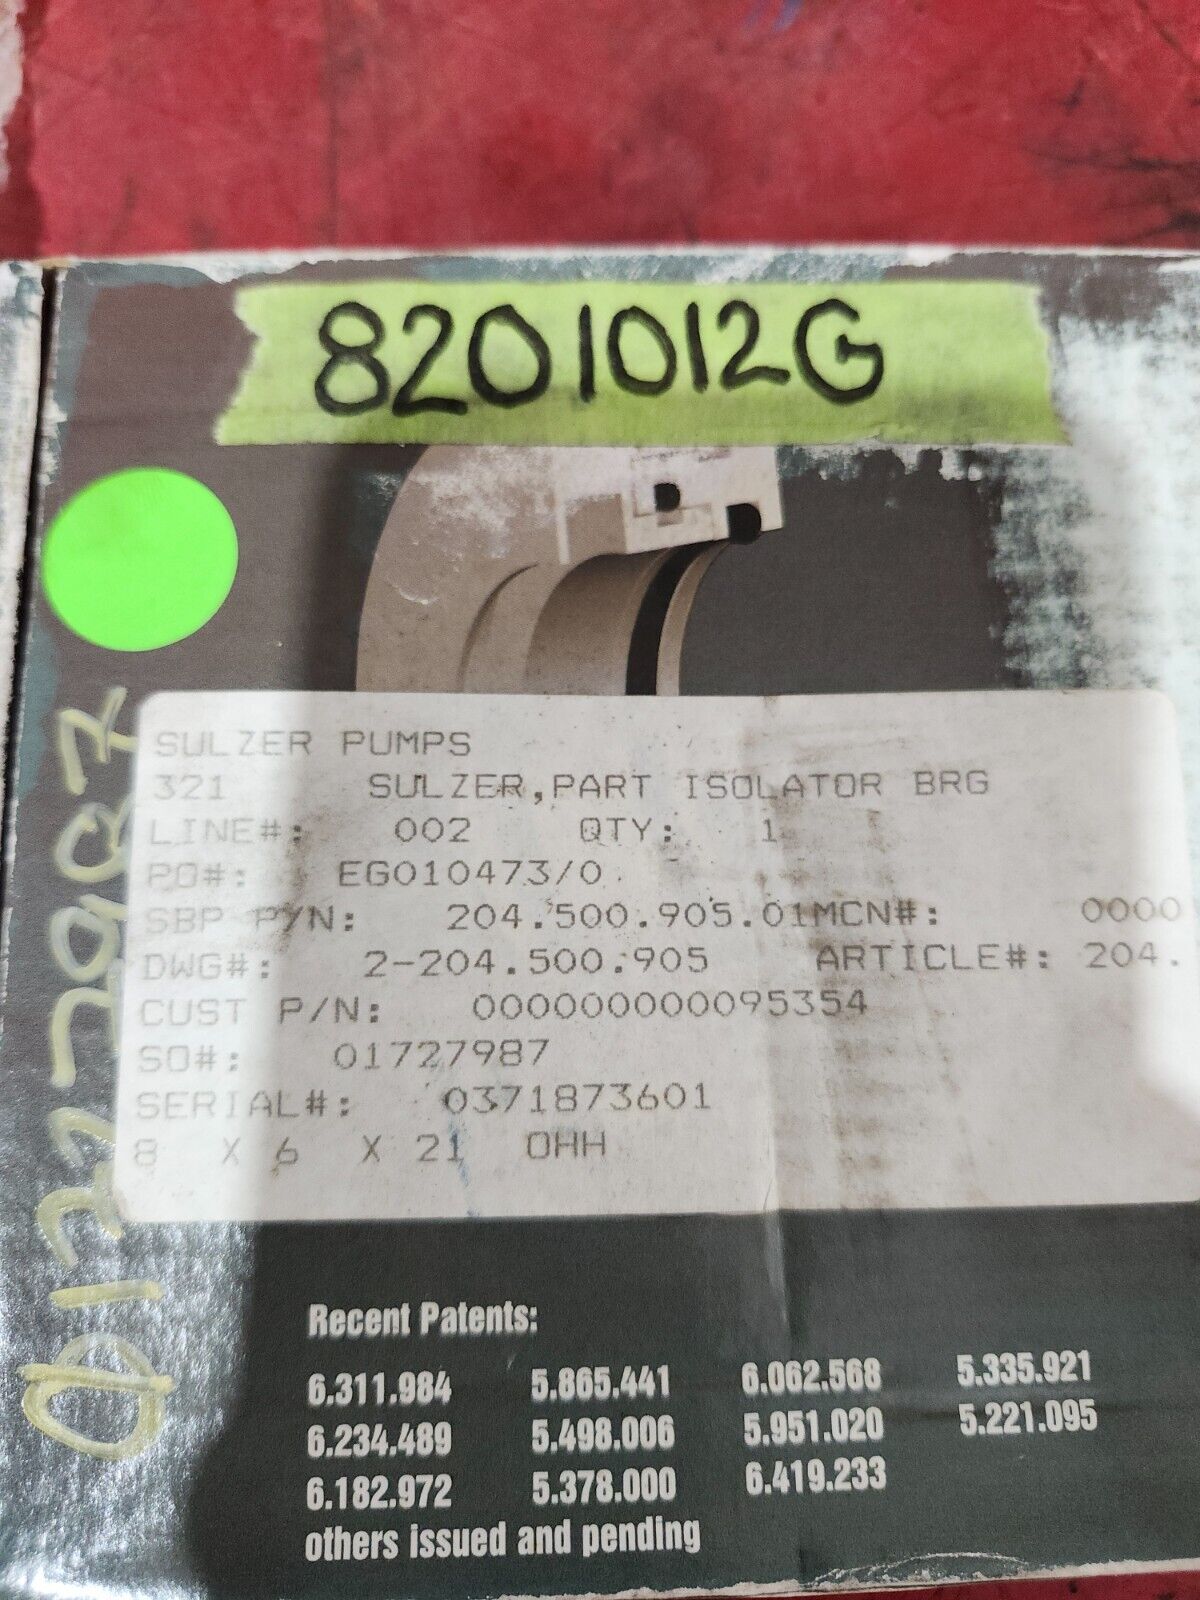 8201012G
SULZER PUMPS
321 SULZER,PART ISOLATOR BRG
LINE#: 002 QTY: 1
PO#: EG010473/0
SBP P/N: 204.500.905.01MCN#: 0000
DWG#: 2-204.500.905 ARTICLE#: 204.
CUST P/N: 000000000095354
SO#: 01727987
SERIAL#: 0371873601
8 X 6 X 21 OHH
01727987
Recent Patents:
6.311.984 5.865.441 6.062.568 5.335.921
6.234.489 5.498.006 5.951.020 5.221.095
6.182.972 5.378.000 6.419.233
others issued and pending